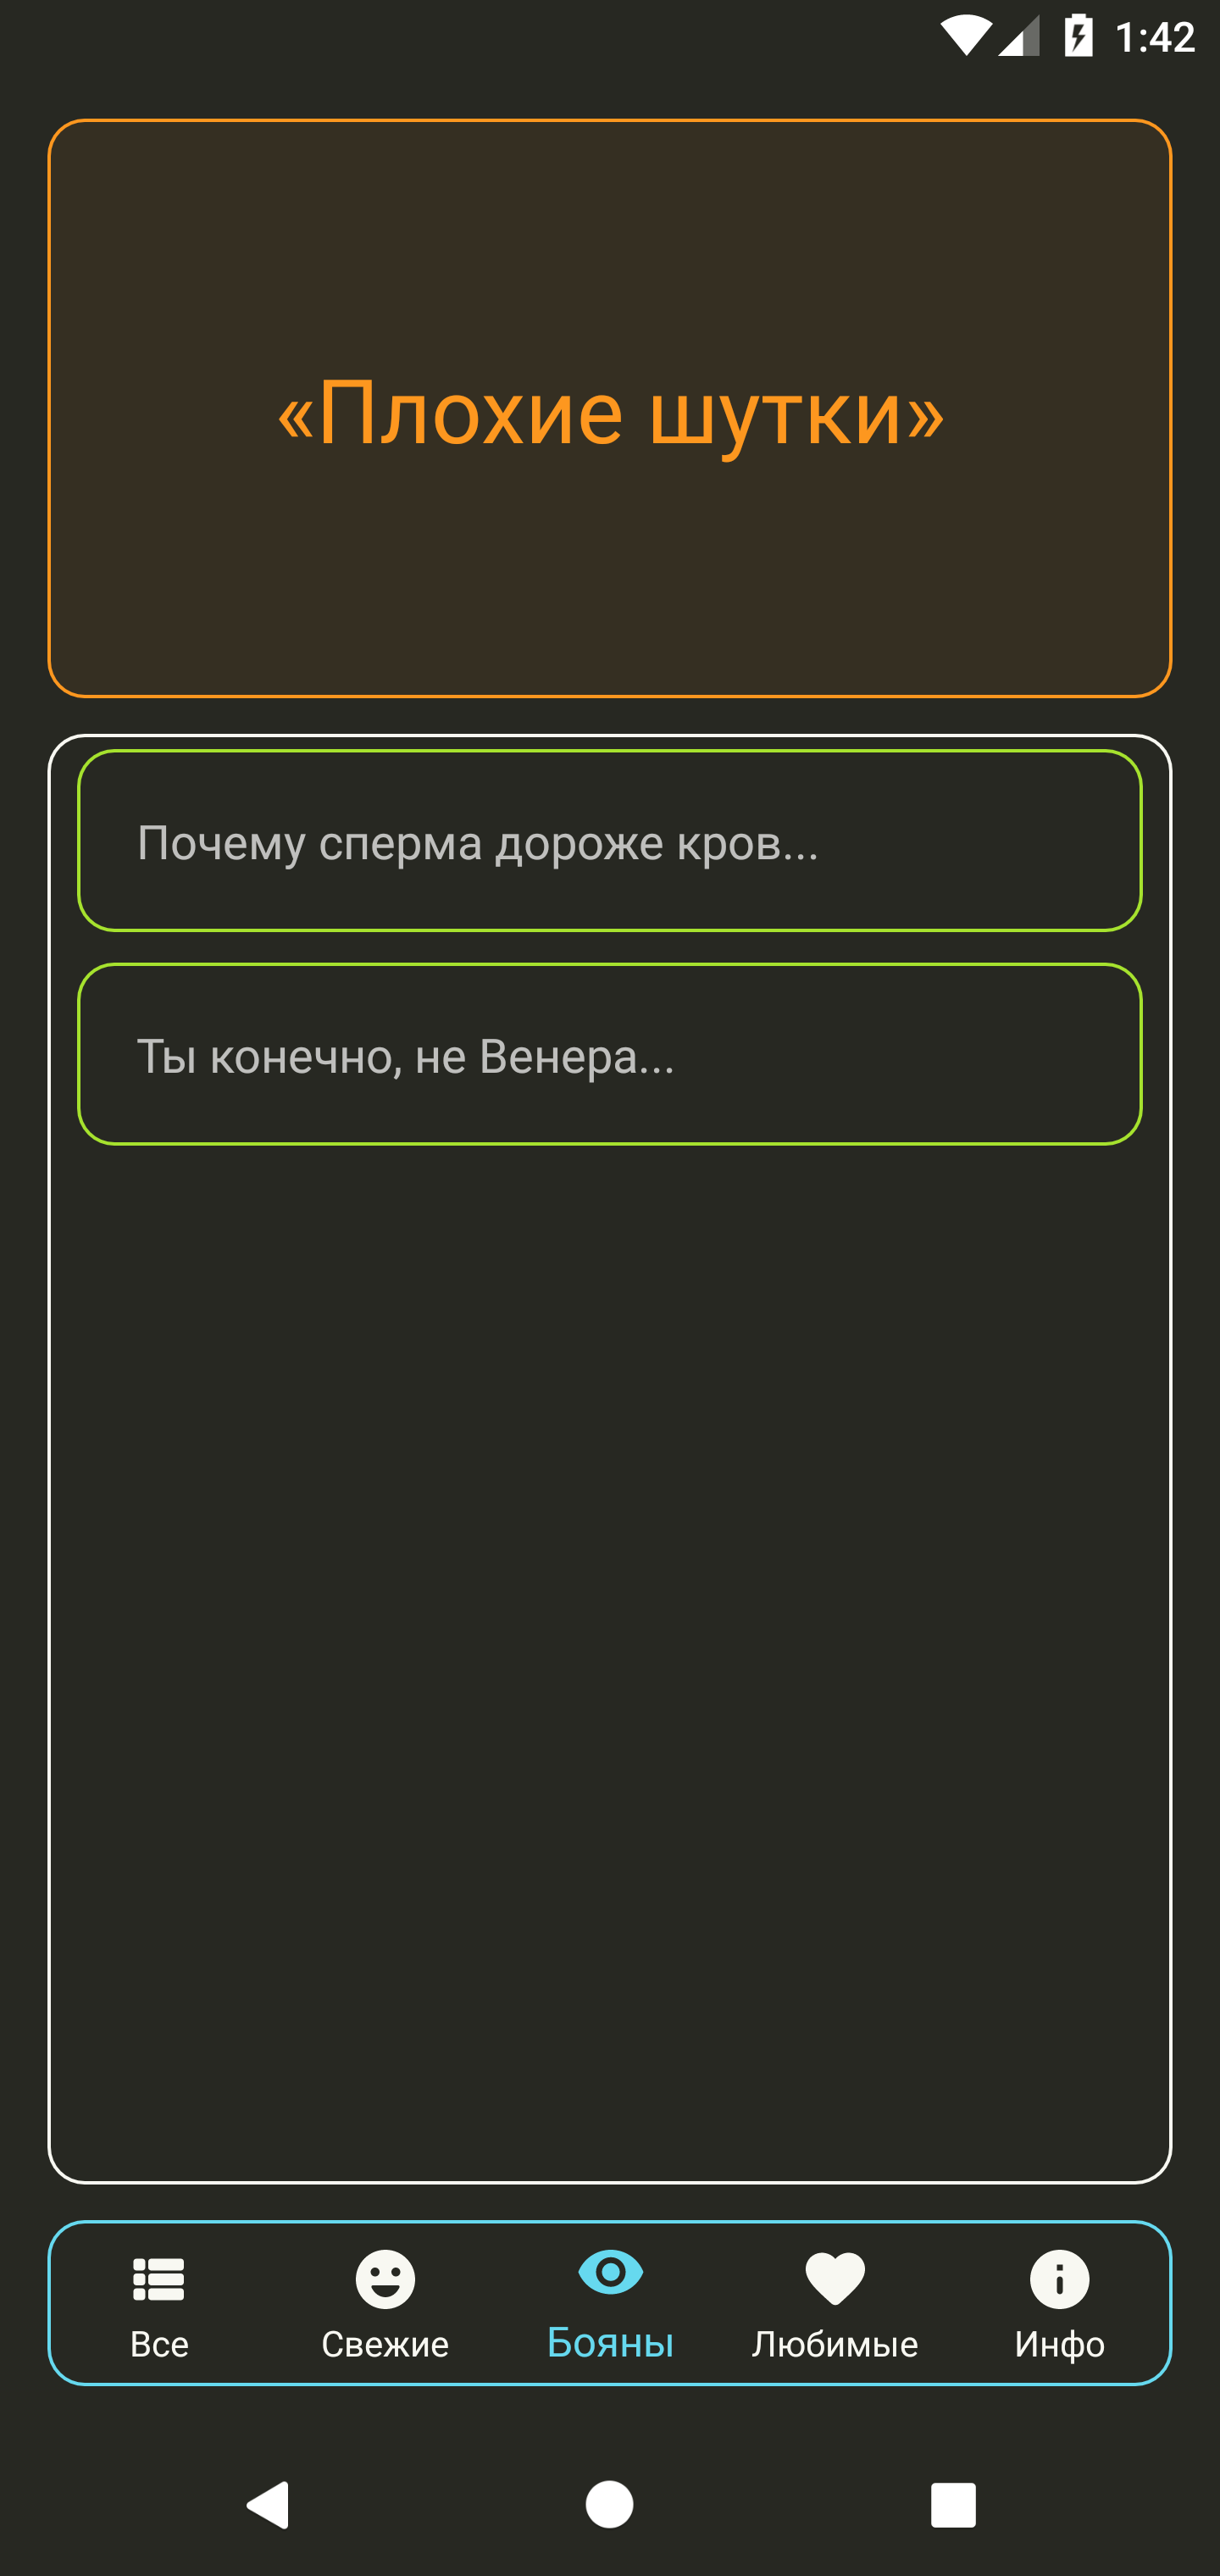 1:42
«Плохие шутки»
Почему сперма дороже кров...
Ты конечно, не Венера...
Все
Свежие
Бояны
Любимые
Инфо